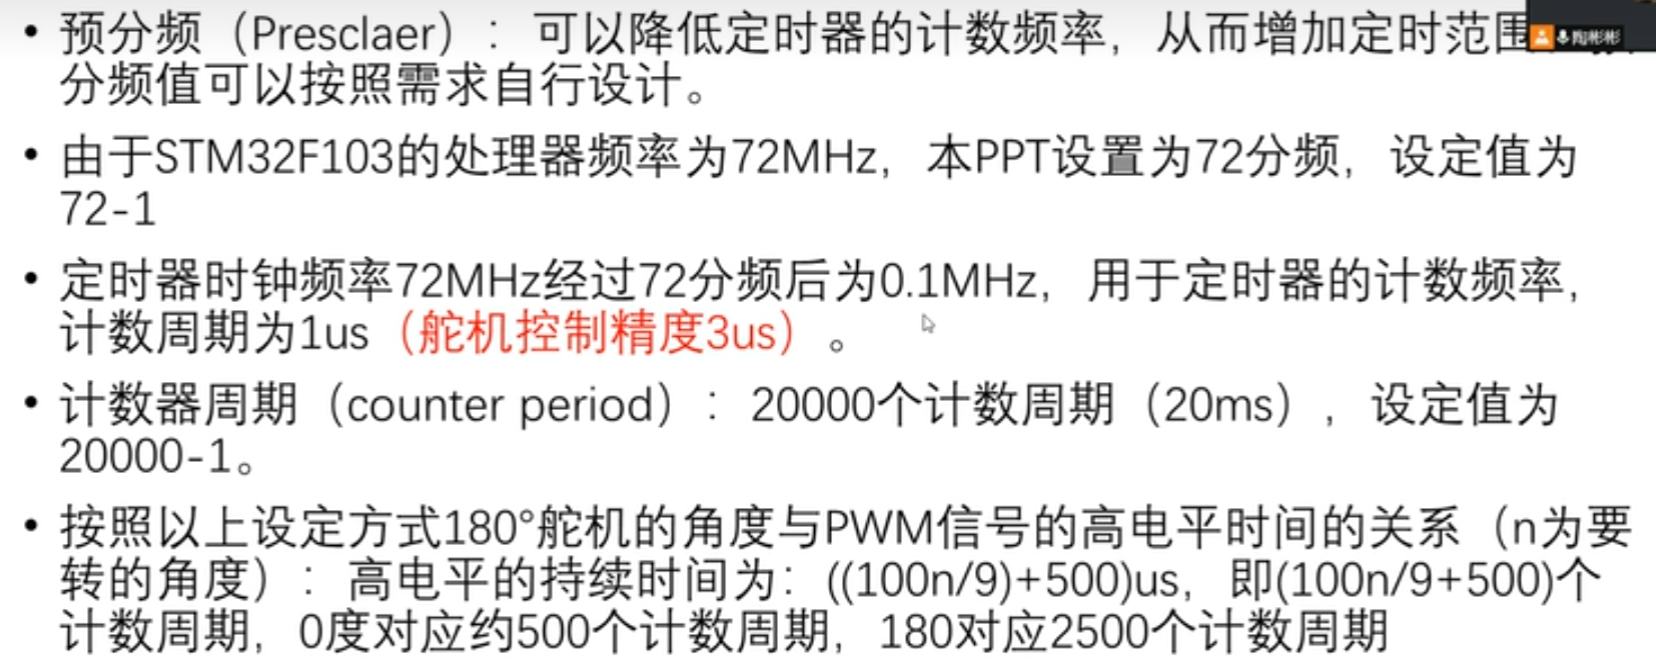 • 预分频（Presclaer）：可以降低定时器的计数频率，从而增加定时范围
陶彬彬
分频值可以按照需求自行设计。
• 由于STM32F103的处理器频率为72MHz，本PPT设置为72分频，设定值为
72-1
• 定时器时钟频率72MHz经过72分频后为0.1MHz，用于定时器的计数频率，
计数周期为1us（舵机控制精度3us）。
• 计数器周期（counter period）：20000个计数周期（20ms），设定值为
20000-1。
• 按照以上设定方式180°舵机的角度与PWM信号的高电平时间的关系（n为要
转的角度）：高电平的持续时间为：((100n/9)+500)us，即(100n/9+500)个
计数周期，0度对应约500个计数周期，180对应2500个计数周期